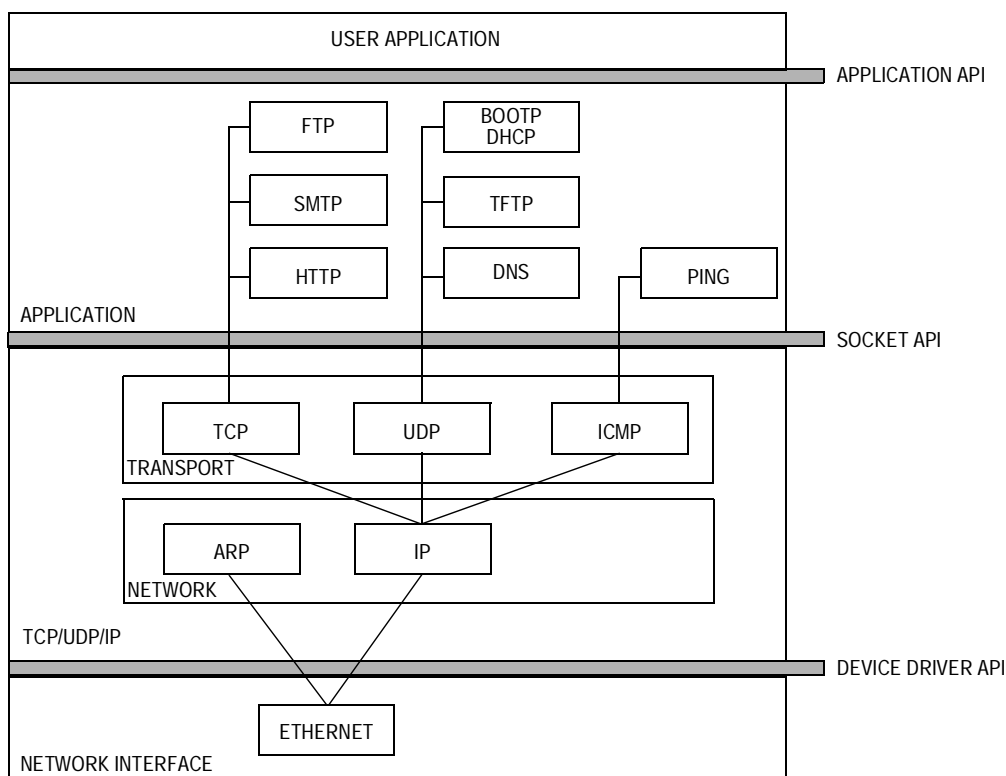 USER APPLICATION
APPLICATION API
FTP
BOOTP
DHCP
SMTP
TFTP
HTTP
DNS
PING
APPLICATION
SOCKET API
TCP
UDP
ICMP
TRANSPORT
ARP
IP
NETWORK
TCP/UDP/IP
DEVICE DRIVER API
ETHERNET
NETWORK INTERFACE